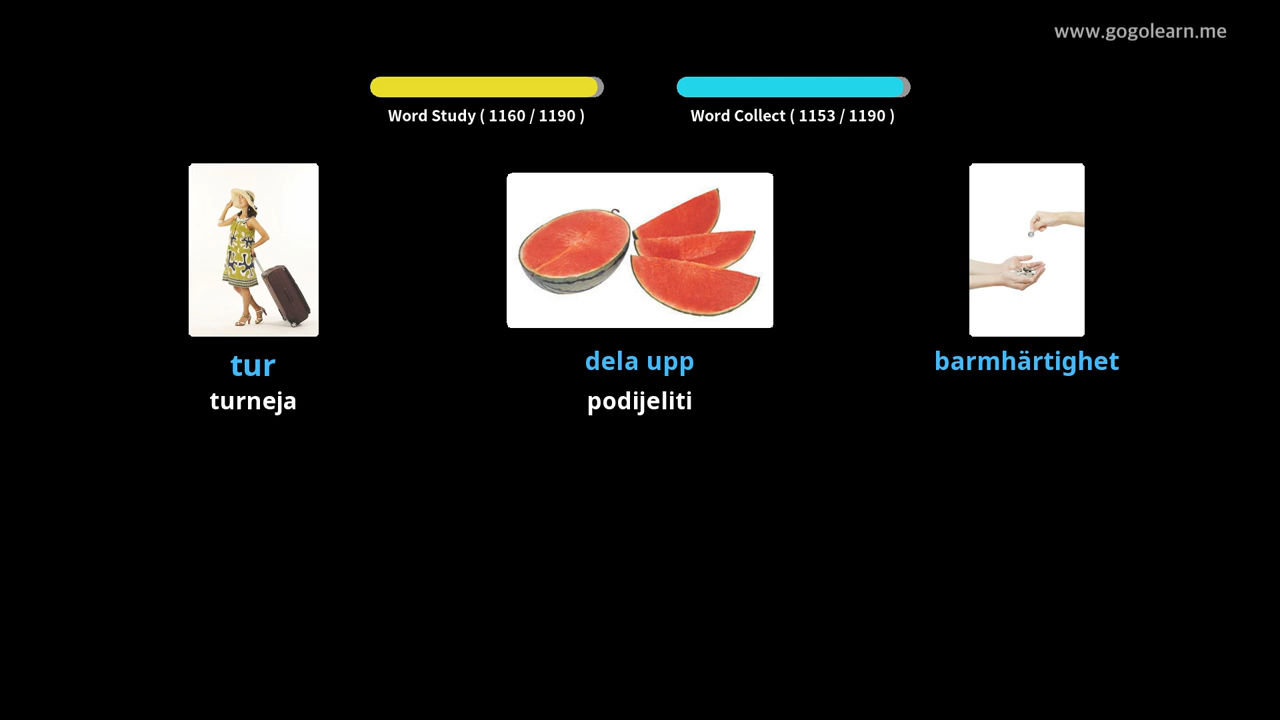 www.gogolearn.me
Word Study ( 1160 / 1190 )
Word Collect ( 1153 / 1190 )
tur
turneja
dela upp
podijeliti
barmhärtighet